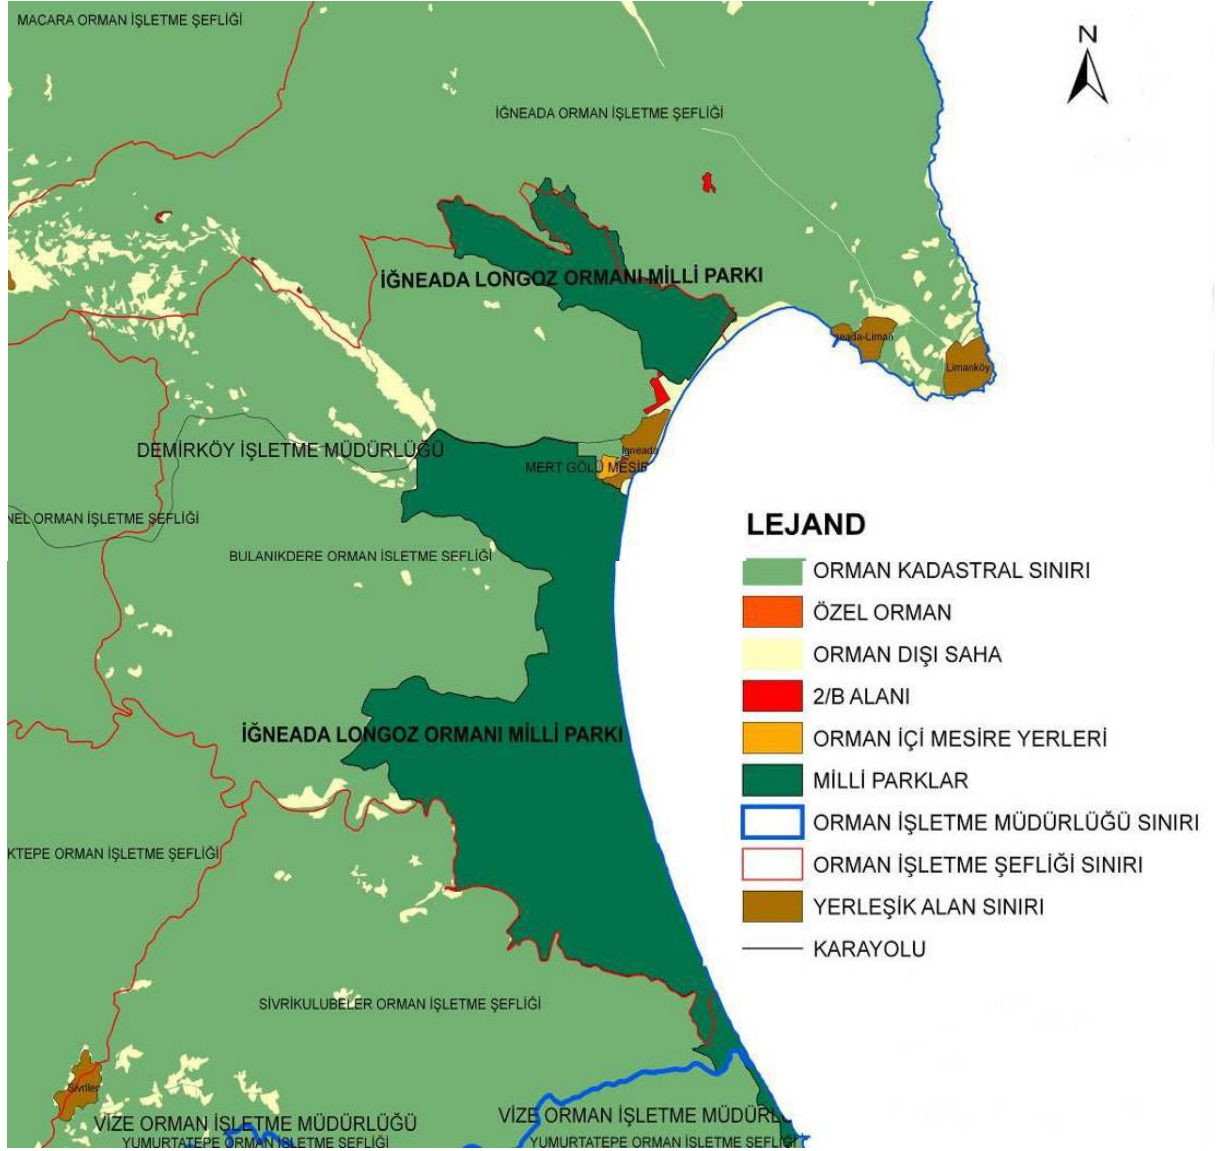 MACARA ORMAN İŞLETME ŞEFLİĞİ
N
İĞNEADA ORMAN İŞLETME ŞEFLİĞİ
İĞNEADA LONGOZ ORMANI MİLLİ PARKI
eada-Liman
Limanköy
DEMİRKÖY İŞLETME MÜDÜRLÜĞÜ
İgneada
MERT GÖLÜ MESİR
NEL ORMAN İŞLETME ŞEFLİĞİ
BULANIKDERE ORMAN İŞLETME ŞEFLİĞİ
İĞNEADA LONGOZ ORMANI MİLLİ PARKI
KTEPE ORMAN İŞLETME ŞEFLİĞİ
SİVRİKULUBELER ORMAN İŞLETME ŞEFLİĞİ
Sivriler
VİZE ORMAN İŞLETME MÜDÜRLÜĞÜ
YUMURTATEPE ORMAN İŞLETME ŞEFLİĞİ
VİZE ORMAN İŞLETME MÜDÜRL
YUMURTATEPE ORMAN İŞLETME ŞEFLİĞİ
LEJAND
ORMAN KADASTRAL SINIRI
ÖZEL ORMAN
ORMAN DIŞI SAHA
2/B ALANI
ORMAN İÇİ MESİRE YERLERİ
MİLLİ PARKLAR
ORMAN İŞLETME MÜDÜRLÜĞÜ SINIRI
ORMAN İŞLETME ŞEFLİĞİ SINIRI
YERLEŞİK ALAN SINIRI
KARAYOLU